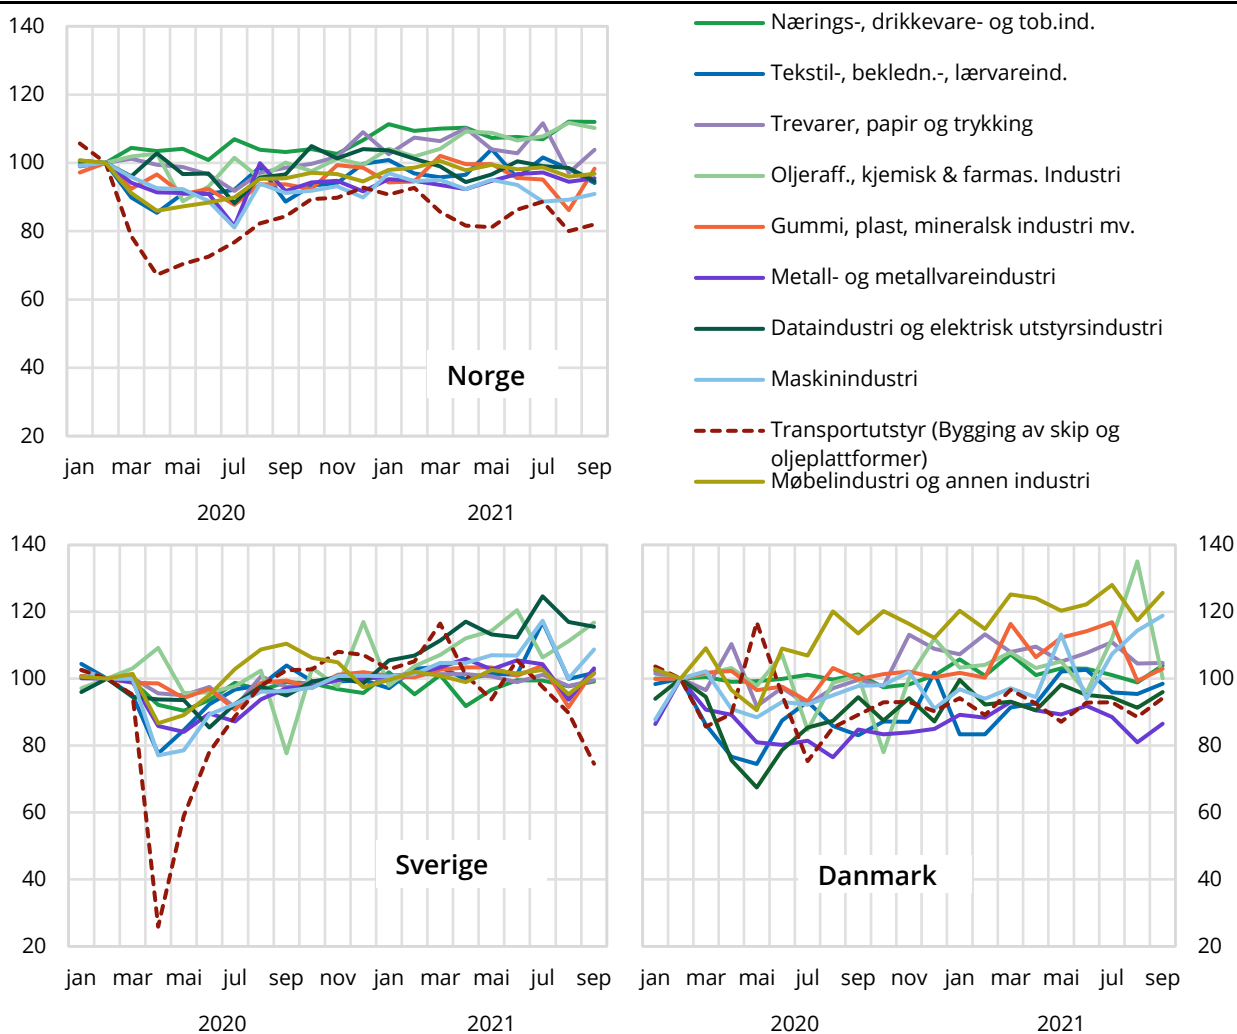 140
120
100
80
60
40
20
jan mar mai jul sep nov jan mar mai jul sep
2020 2021
Norge
Nærings-, drikkevare- og tob.ind.
Tekstil-, bekledn.-, lærvareind.
Trevarer, papir og trykking
Oljeraff., kjemisk & farmas. Industri
Gummi, plast, mineralsk industri mv.
Metall- og metallvareindustri
Dataindustri og elektrisk utstyrsindustri
Maskinindustri
Transportutstyr (Bygging av skip og
oljeplattformer)
Møbelindustri og annen industri
140
120
100
80
60
40
20
jan mar mai jul sep nov jan mar mai jul sep
2020 2021
Sverige
140
120
100
80
60
40
20
jan mar mai jul sep nov jan mar mai jul sep
2020 2021
Danmark